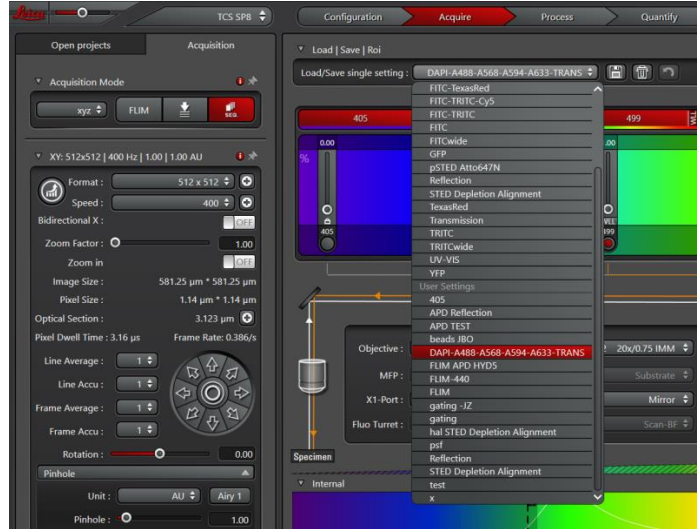 Leica
TCS SP8
Configuration
Acquire
Process
Quantify
Open projects
Acquisition
Acquisition Mode
xyz
FLIM
SEQ
XY: 512x512 | 400 Hz | 1.00 | 1.00 AU
Format :
512 x 512
Speed :
400
Bidirectional X :
OFF
Zoom Factor :
1.00
Zoom in
OFF
Image Size :
581.25 µm * 581.25 µm
Pixel Size :
1.14 µm * 1.14 µm
Optical Section :
3.123 µm
Pixel Dwell Time : 3.16 µs
Frame Rate: 0.386/s
Line Average :
1
Line Accu :
1
Frame Average :
1
Frame Accu :
1
Rotation :
0.00
Pinhole
Unit :
AU
Airy 1
Pinhole :
1.00
Load | Save | Roi
Load/Save single setting :
DAPI-A488-A568-A594-A633-TRANS
405
499
WLL
0.00
%
405
.00
WLL
499
FITC-TexasRed
FITC-TRITC-Cy5
FITC-TRITC
FITC
FITCwide
GFP
pSTED Atto647N
Reflection
STED Depletion Alignment
TexasRed
Transmission
TRITC
TRITCwide
UV-VIS
YFP
User Settings
405
APD Reflection
APD TEST
beads JBO
DAPI-A488-A568-A594-A633-TRANS
FLIM APD HYD5
FLIM-440
FLIM
gating -JZ
gating
hal STED Depletion Alignment
psf
Reflection
STED Depletion Alignment
test
x
Objective :
20x/0.75 IMM
MFP :
Substrate
X1-Port :
Mirror
Fluo Turret :
Scan-BF
Specimen
Internal